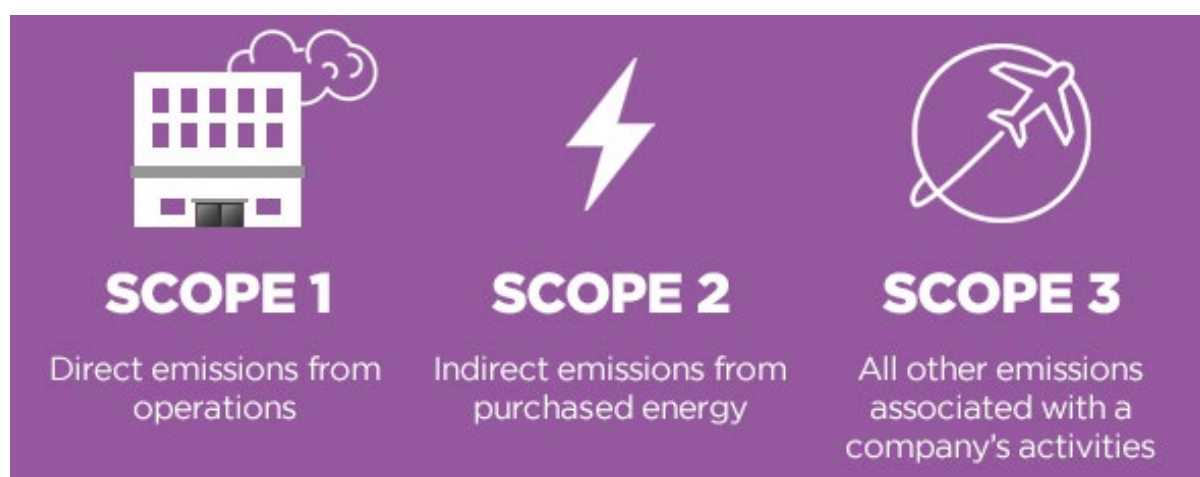 SCOPE 1
Direct emissions from
operations
SCOPE 2
Indirect emissions from
purchased energy
SCOPE 3
All other emissions
associated with a
company's activities